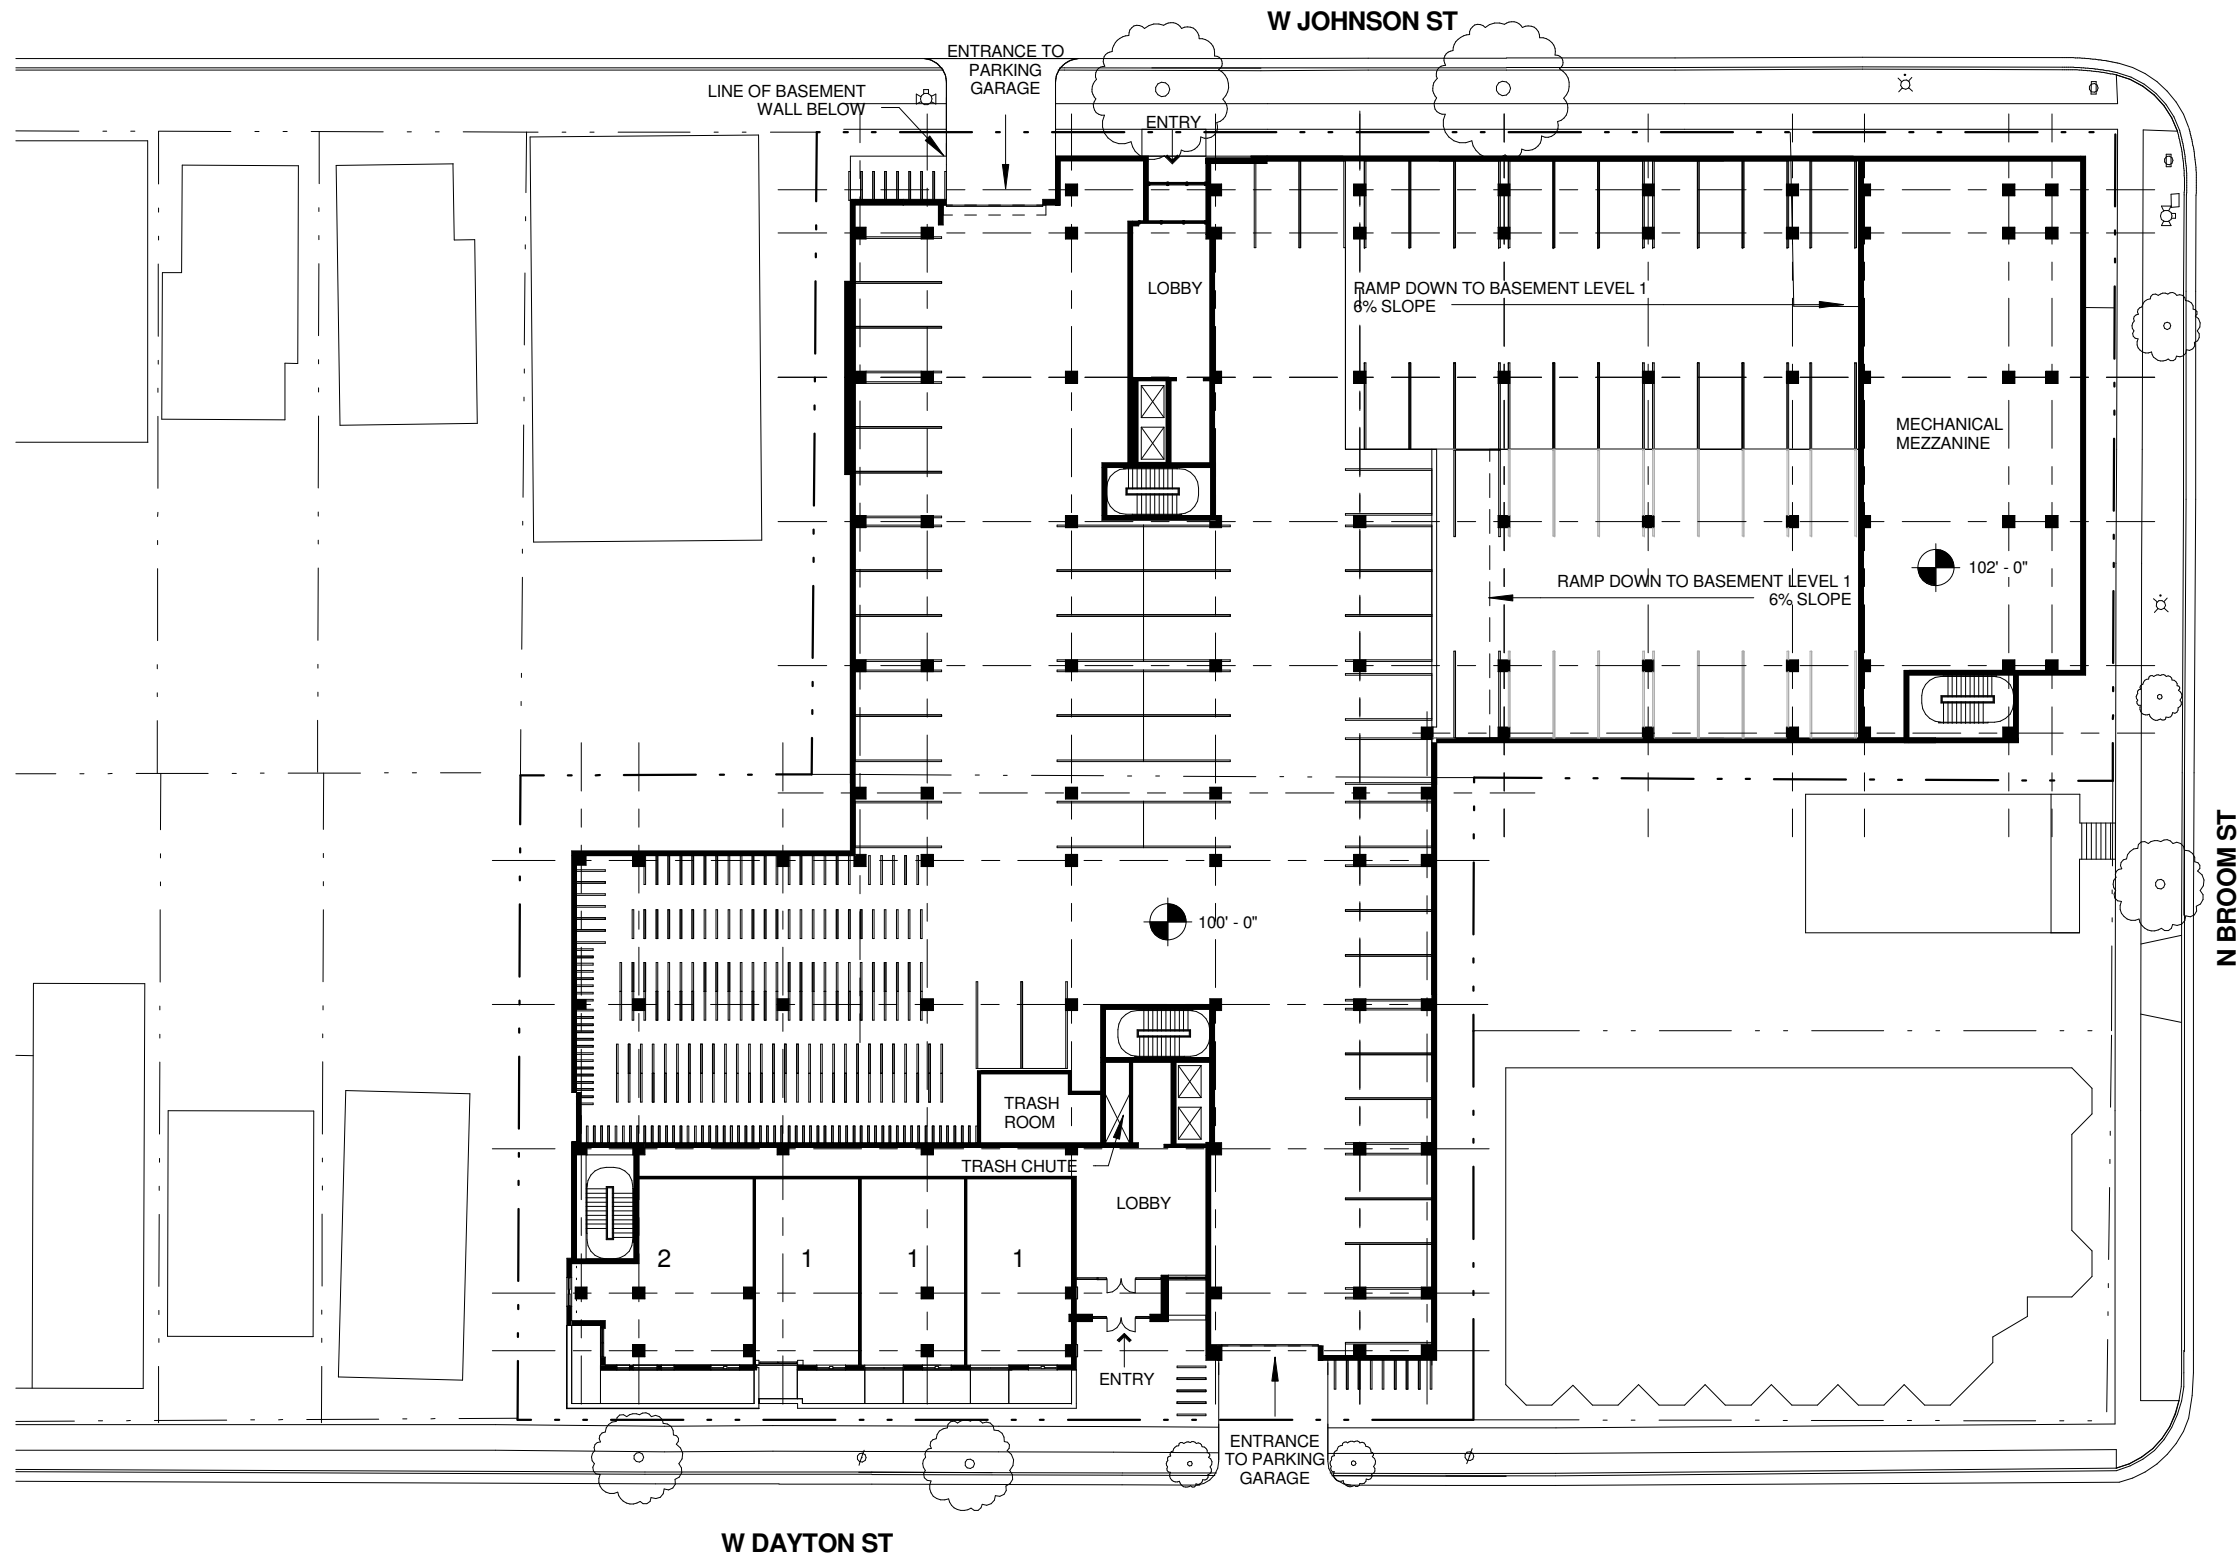 W JOHNSON ST
ENTRANCE TO
PARKING
GARAGE
LINE OF BASEMENT
WALL BELOW
ENTRY
LOBBY
RAMP DOWN TO BASEMENT LEVEL 1
6% SLOPE
MECHANICAL
MEZZANINE
102' - 0"
RAMP DOWN TO BASEMENT LEVEL 1
6% SLOPE
N BROOM ST
100' - 0"
TRASH
ROOM
TRASH CHUTE
LOBBY
2
1
1
1
ENTRY
ENTRANCE
TO PARKING
GARAGE
W DAYTON ST